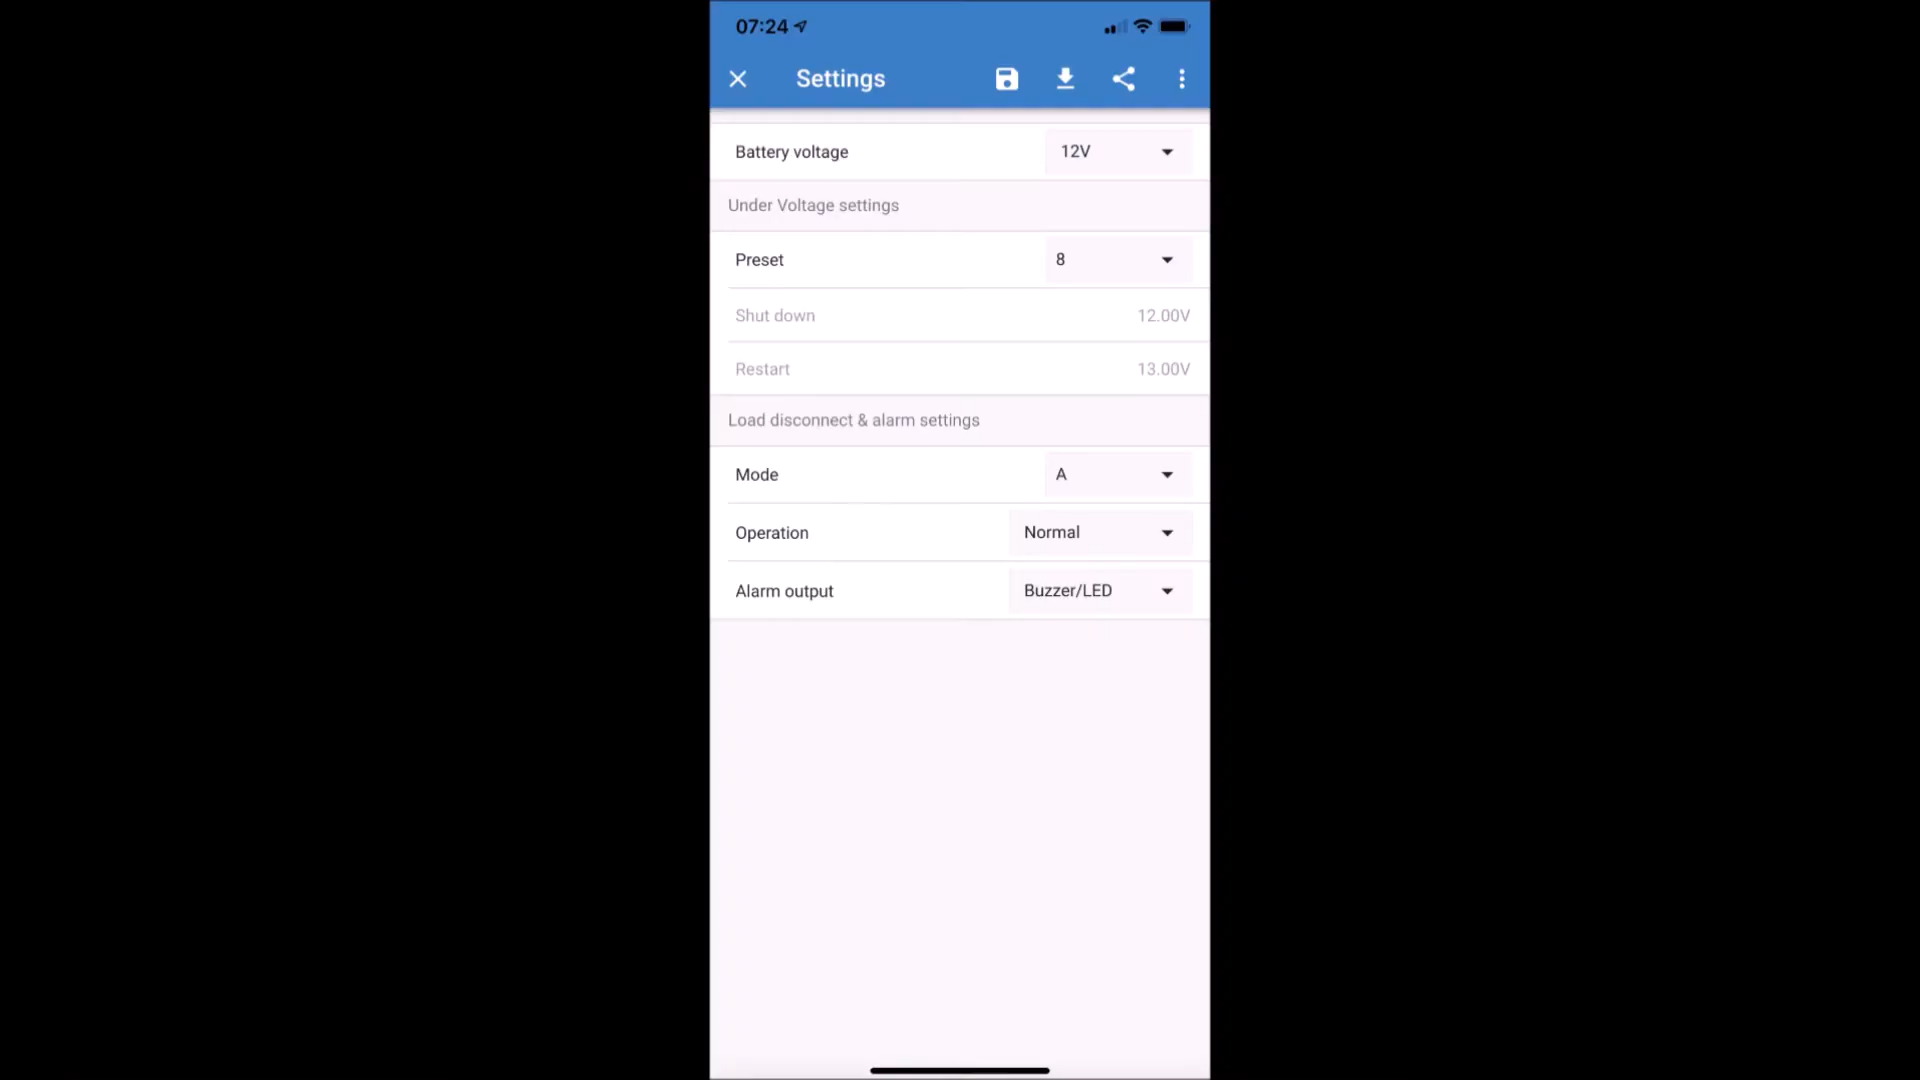 07:24
Settings
Battery voltage 12V
Under Voltage settings
Preset 8
Shut down 12.00V
Restart 13.00V
Load disconnect & alarm settings
Mode A
Operation Normal
Alarm output Buzzer/LED